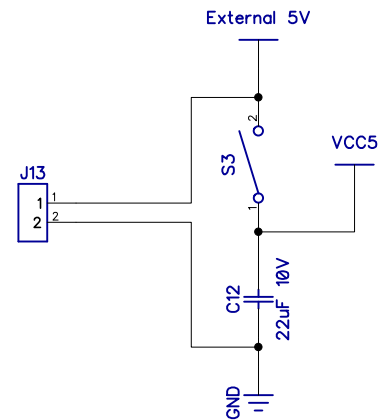 External 5V
2
S3
VCC5
J13
1
1
2
2
1
C12
22uF 10V
GND